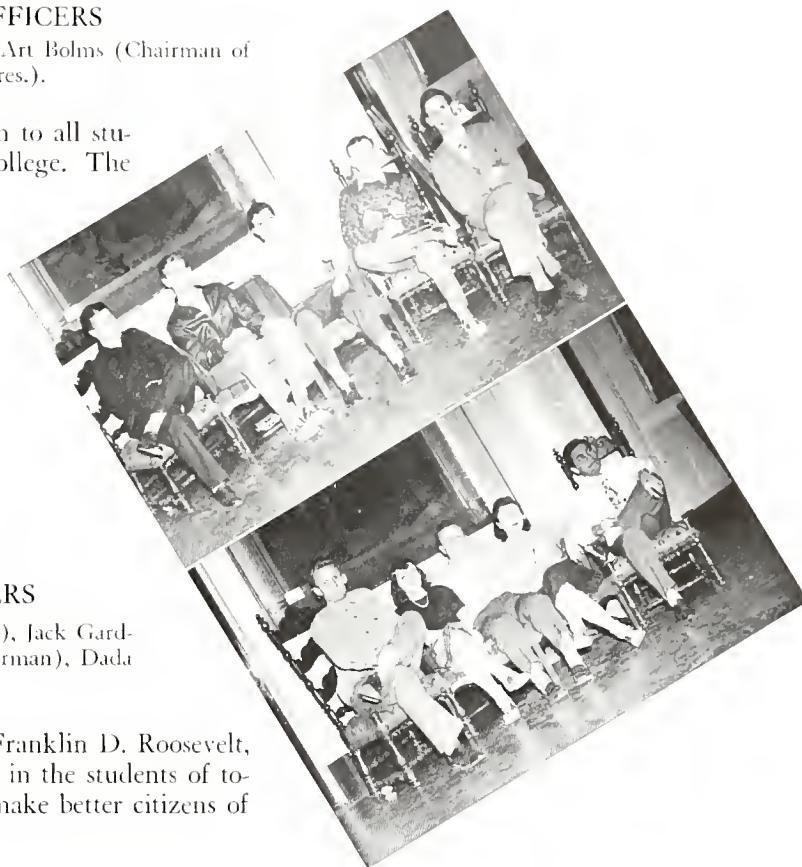 FFICERS
Art Bolms (Chairman of
res.).
n to all stu-
ollege. The
ERS
), Jack Gard-
rman), Dada
Franklin D. Roosevelt,
in the students of to-
make better citizens of